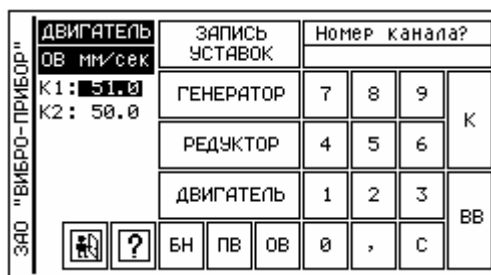 ЗАО "ВИБРО-ПРИБОР"
ДВИГАТЕЛЬ
ОВ мм/сек
К1: 51.0
К2: 50.0
?
ЗАПИСЬ
УСТАВОК
ГЕНЕРАТОР
РЕДУКТОР
ДВИГАТЕЛЬ
БН ПВ ОВ
Номер канала?
7 8 9
4 5 6
1 2 3
0 , С
К
ВВ